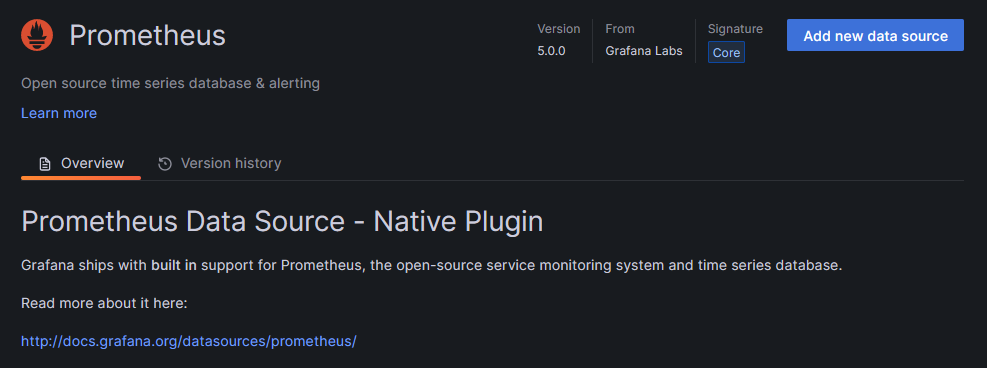 Prometheus
Version
5.0.0
From
Grafana Labs
Signature
Core
Add new data source
Open source time series database & alerting
Learn more
Overview
Version history
Prometheus Data Source - Native Plugin
Grafana ships with built in support for Prometheus, the open-source service monitoring system and time series database.
Read more about it here:
http://docs.grafana.org/datasources/prometheus/